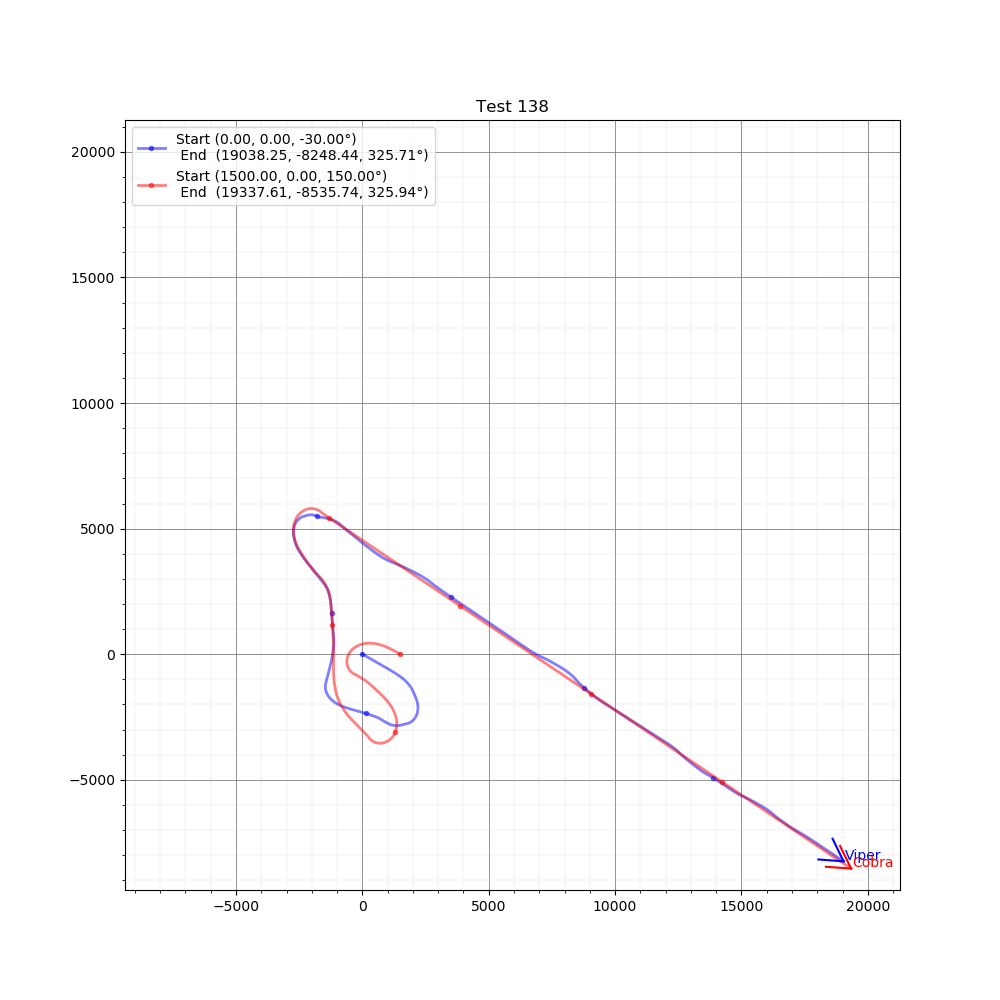 Test 138
Start (0.00, 0.00, -30.00°)
End (19038.25, -8248.44, 325.71°)
Start (1500.00, 0.00, 150.00°)
End (19337.61, -8535.74, 325.94°)
20000
15000
10000
5000
0
−5000
Viper
Cobra
−5000 0 5000 10000 15000 20000